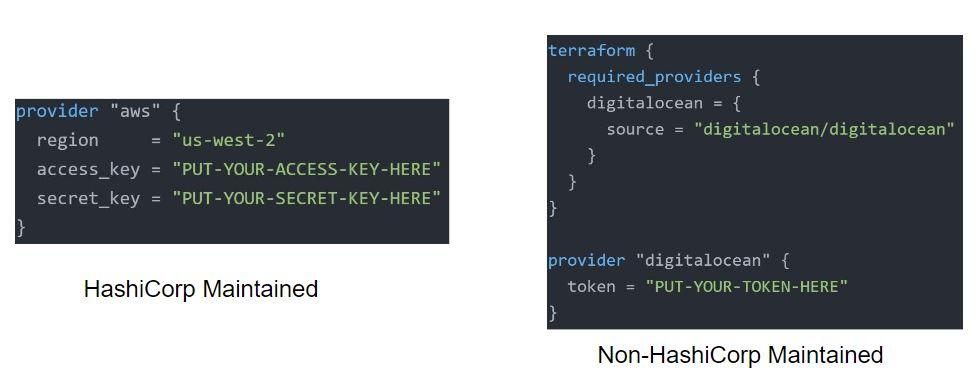 provider "aws" {
  region     = "us-west-2"
  access_key = "PUT-YOUR-ACCESS-KEY-HERE"
  secret_key = "PUT-YOUR-SECRET-KEY-HERE"
}
HashiCorp Maintained
terraform {
  required_providers {
    digitalocean = {
      source = "digitalocean/digitalocean"
    }
  }
}
provider "digitalocean" {
  token = "PUT-YOUR-TOKEN-HERE"
}
Non-HashiCorp Maintained